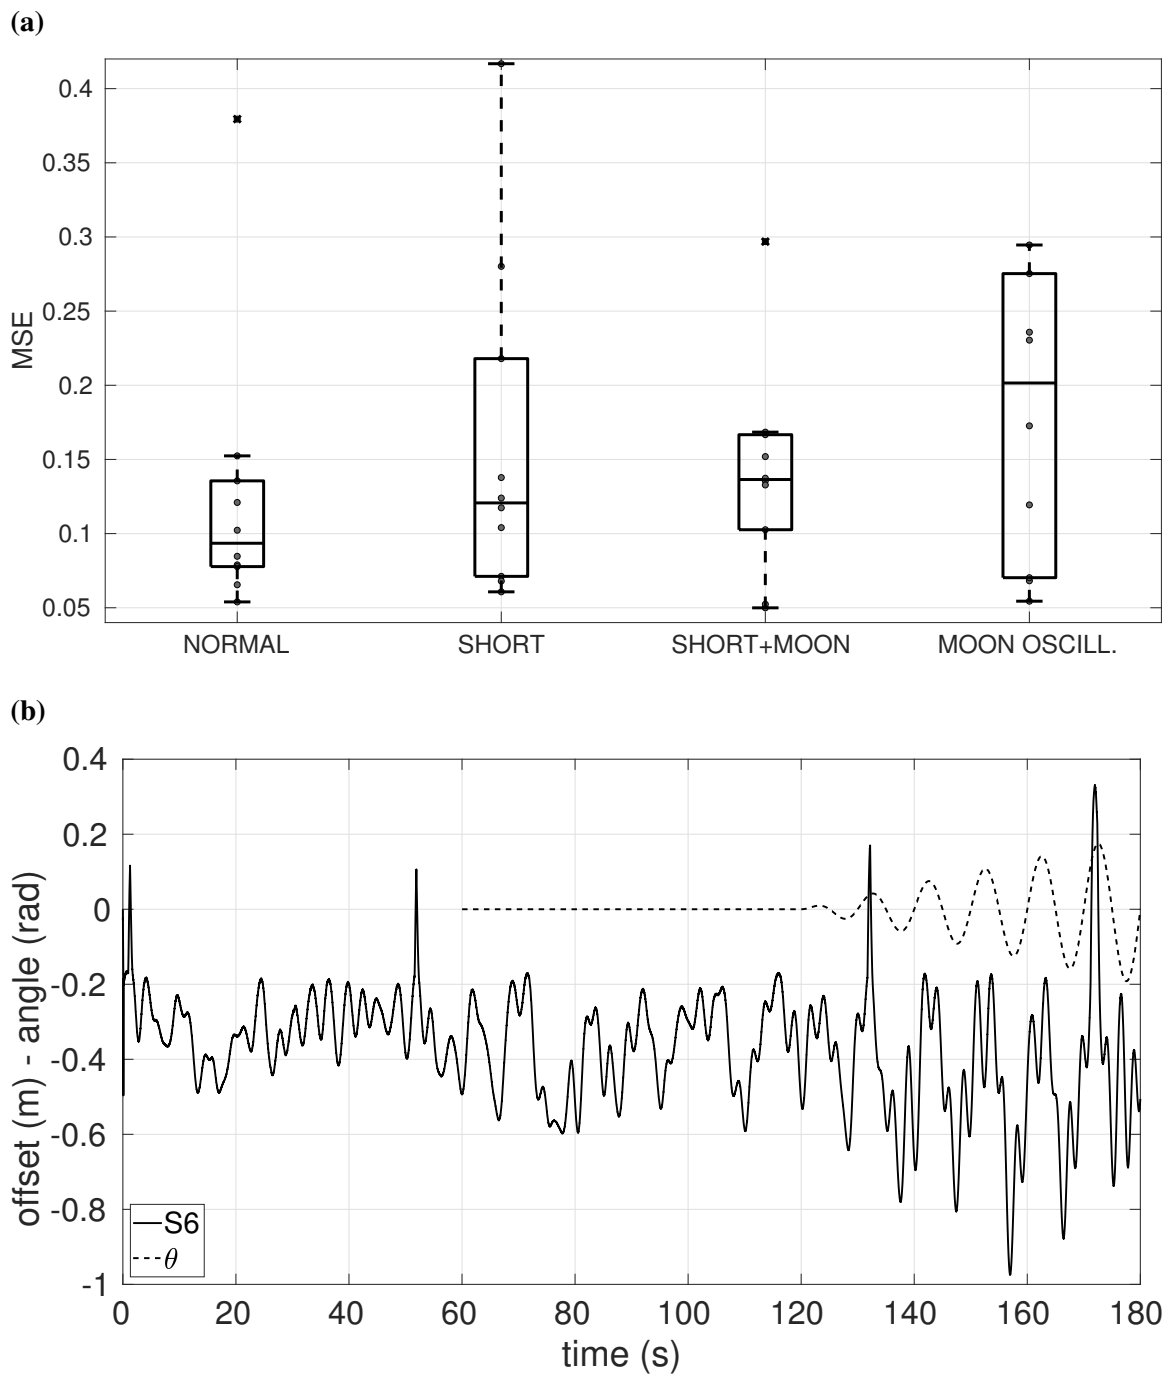 (a)
0.4
0.35
0.3
0.25
0.2
0.15
0.1
0.05
MSE
NORMAL SHORT SHORT+MOON MOON OSCILL.
(b)
0.4
0.2
0
-0.2
-0.4
-0.6
-0.8
-1
offset (m) - angle (rad)
S6
θ
0 20 40 60 80 100 120 140 160 180
time (s)